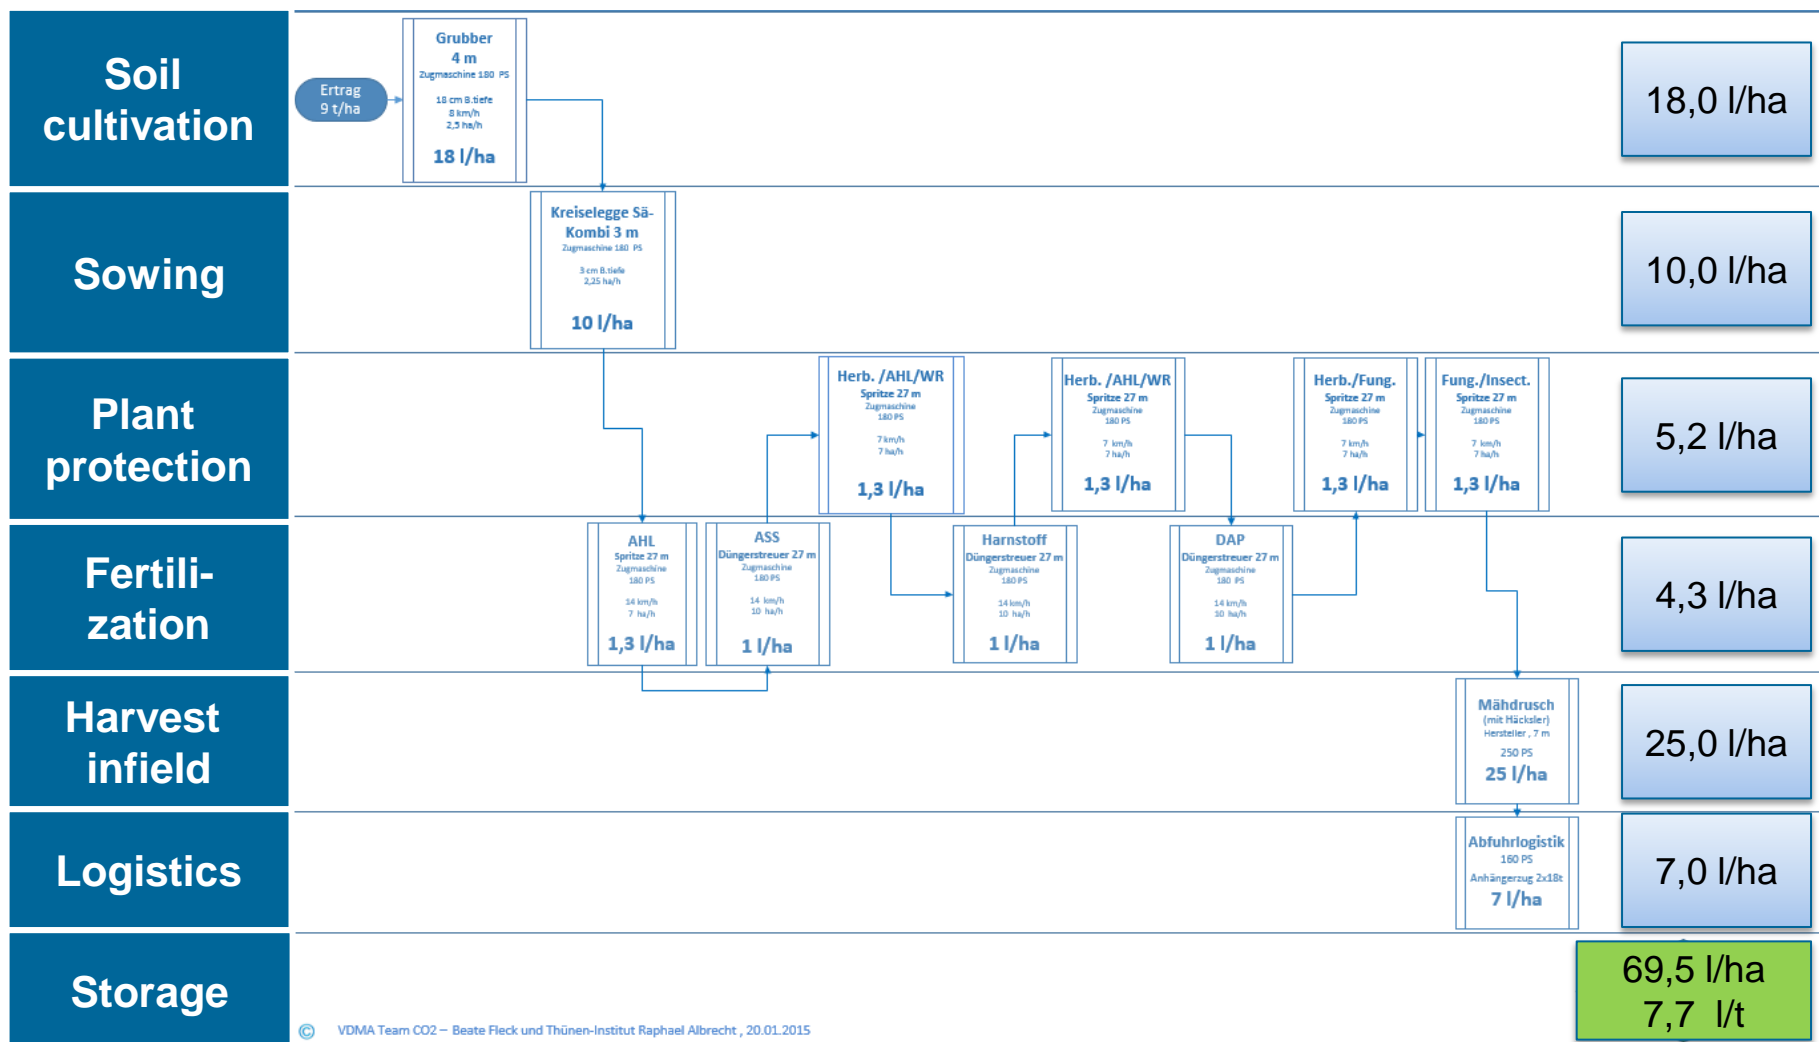 Soil
cultivation
Ertrag
9 t/ha
Grubber
4 m
Zugmaschine 180 PS
18 cm B.tiefe
8 km/h
2,5 ha/h
18 l/ha
18,0 l/ha
Sowing
Kreiselegge Sä-
Kombi 3 m
Zugmaschine 180 PS
3 cm B.tiefe
2,25 ha/h
10 l/ha
10,0 l/ha
Plant
protection
Herb. /AHL/WR
Spritze 27 m
Zugmaschine
180 PS
7 km/h
7 ha/h
1,3 l/ha
Herb. /AHL/WR
Spritze 27 m
Zugmaschine
180 PS
7 km/h
7 ha/h
1,3 l/ha
Herb./Fung.
Spritze 27 m
Zugmaschine
180 PS
7 km/h
7 ha/h
1,3 l/ha
Fung./Insect.
Spritze 27 m
Zugmaschine
180 PS
7 km/h
7 ha/h
1,3 l/ha
5,2 l/ha
Fertili-
zation
AHL
Spritze 27 m
Zugmaschine
180 PS
14 km/h
7 ha/h
1,3 l/ha
ASS
Düngerstreuer 27 m
Zugmaschine
180 PS
14 km/h
10 ha/h
1 l/ha
Harnstoff
Düngerstreuer 27 m
Zugmaschine
180 PS
14 km/h
10 ha/h
1 l/ha
DAP
Düngerstreuer 27 m
Zugmaschine
180 PS
14 km/h
10 ha/h
1 l/ha
4,3 l/ha
Harvest
infield
Mähdrusch
(mit Häcksler)
Hersteller , 7 m
250 PS
25 l/ha
25,0 l/ha
Logistics
Abfuhrlogistik
160 PS
Anhängerzug 2x18t
7 l/ha
7,0 l/ha
Storage
69,5 l/ha
7,7 l/t
© VDMA Team CO2 – Beate Fleck und Thünen-Institut Raphael Albrecht , 20.01.2015